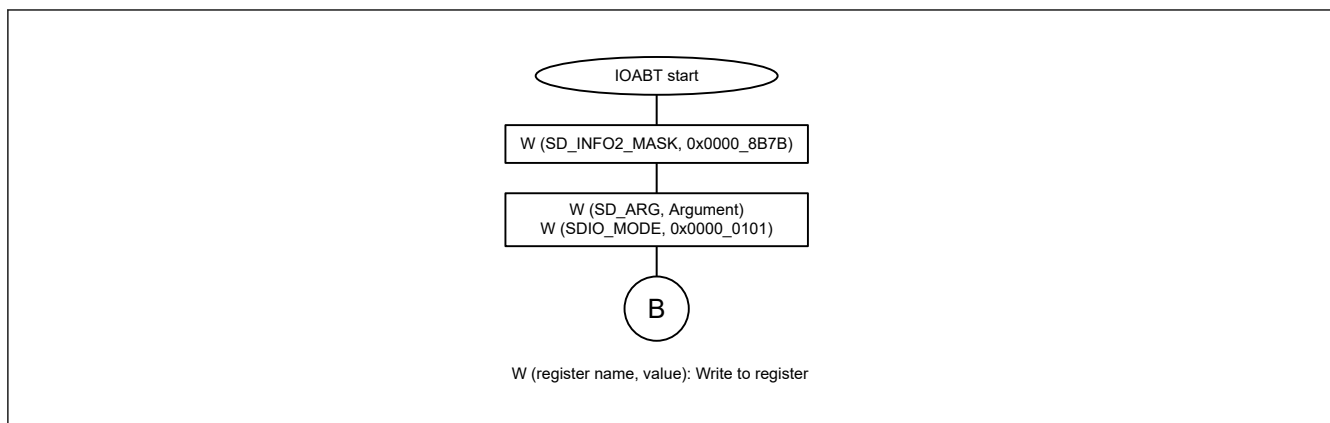 IOABT start
W (SD_INFO2_MASK, 0x0000_8B7B)
W (SD_ARG, Argument)
W (SDIO_MODE, 0x0000_0101)
B
W (register name, value): Write to register